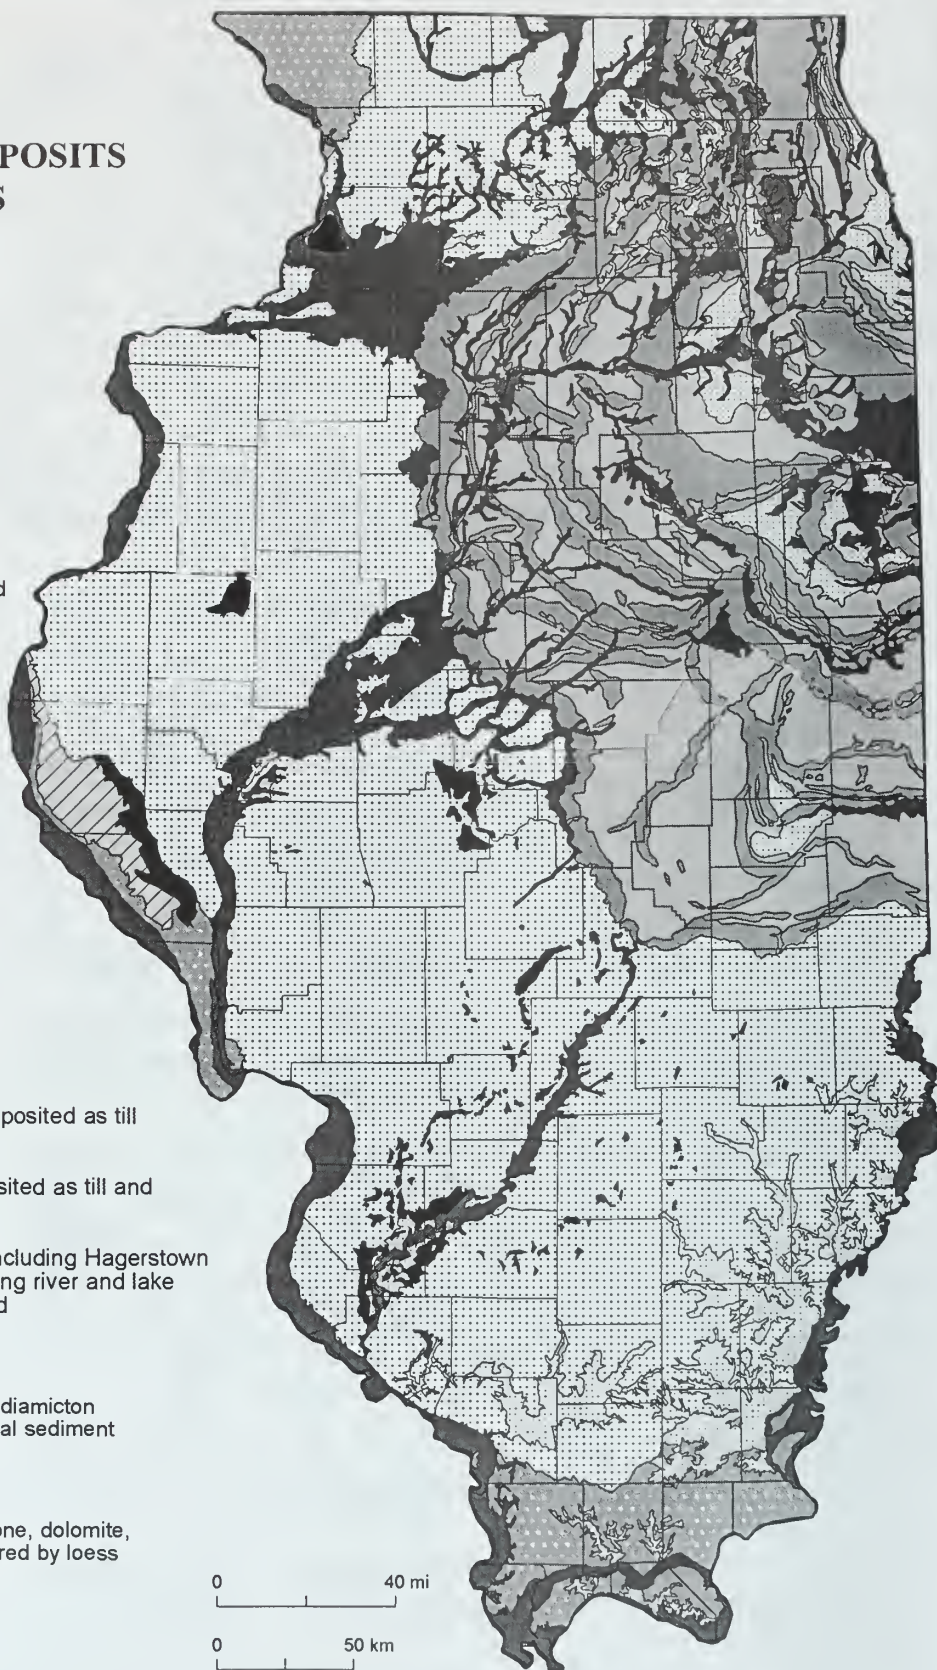 POSITS
S
d
posited as till
sited as till and
ncluding Hagerstown
ng river and lake
d
diamicton
al sediment
one, dolomite,
red by loess
0 40 mi
0 50 km